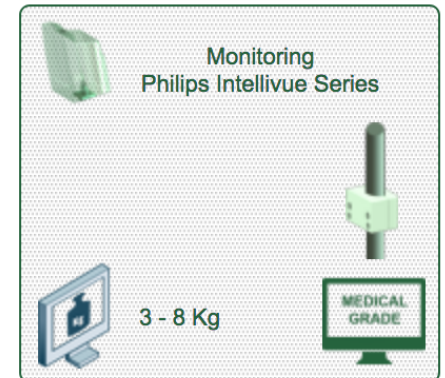 Monitoring
Philips Intellivue Series
3 - 8 Kg
MEDICAL
GRADE